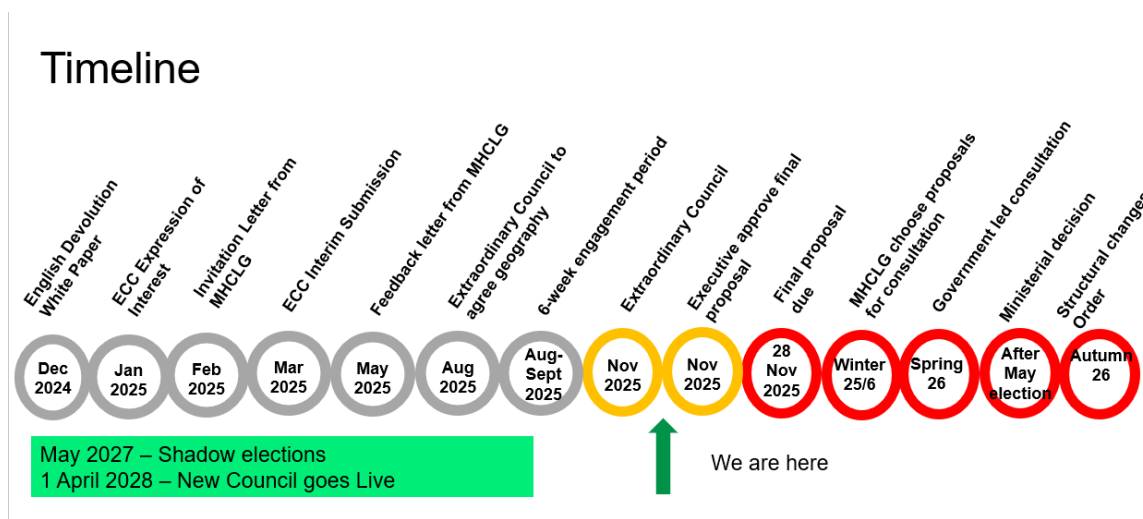 Timeline
English Devolution
White Paper
ECC Expression of
Interest
Invitation Letter from
MHCLG
ECC Interim Submission
Feedback letter from MHCLG
Extraordinary Council to
agree geography
6-week engagement period
Extraordinary Council
Executive approve final
proposal
Final proposal
due
MHCLG choose proposals
for consultation
Government led consultation
Ministerial decision
Structural changes
Order
Dec
2024
Jan
2025
Feb
2025
Mar
2025
May
2025
Aug
2025
Aug-
Sept
2025
Nov
2025
Nov
2025
28
Nov
2025
Winter
25/6
Spring
26
After
May
election
Autumn
26
May 2027 – Shadow elections
1 April 2028 – New Council goes Live
We are here